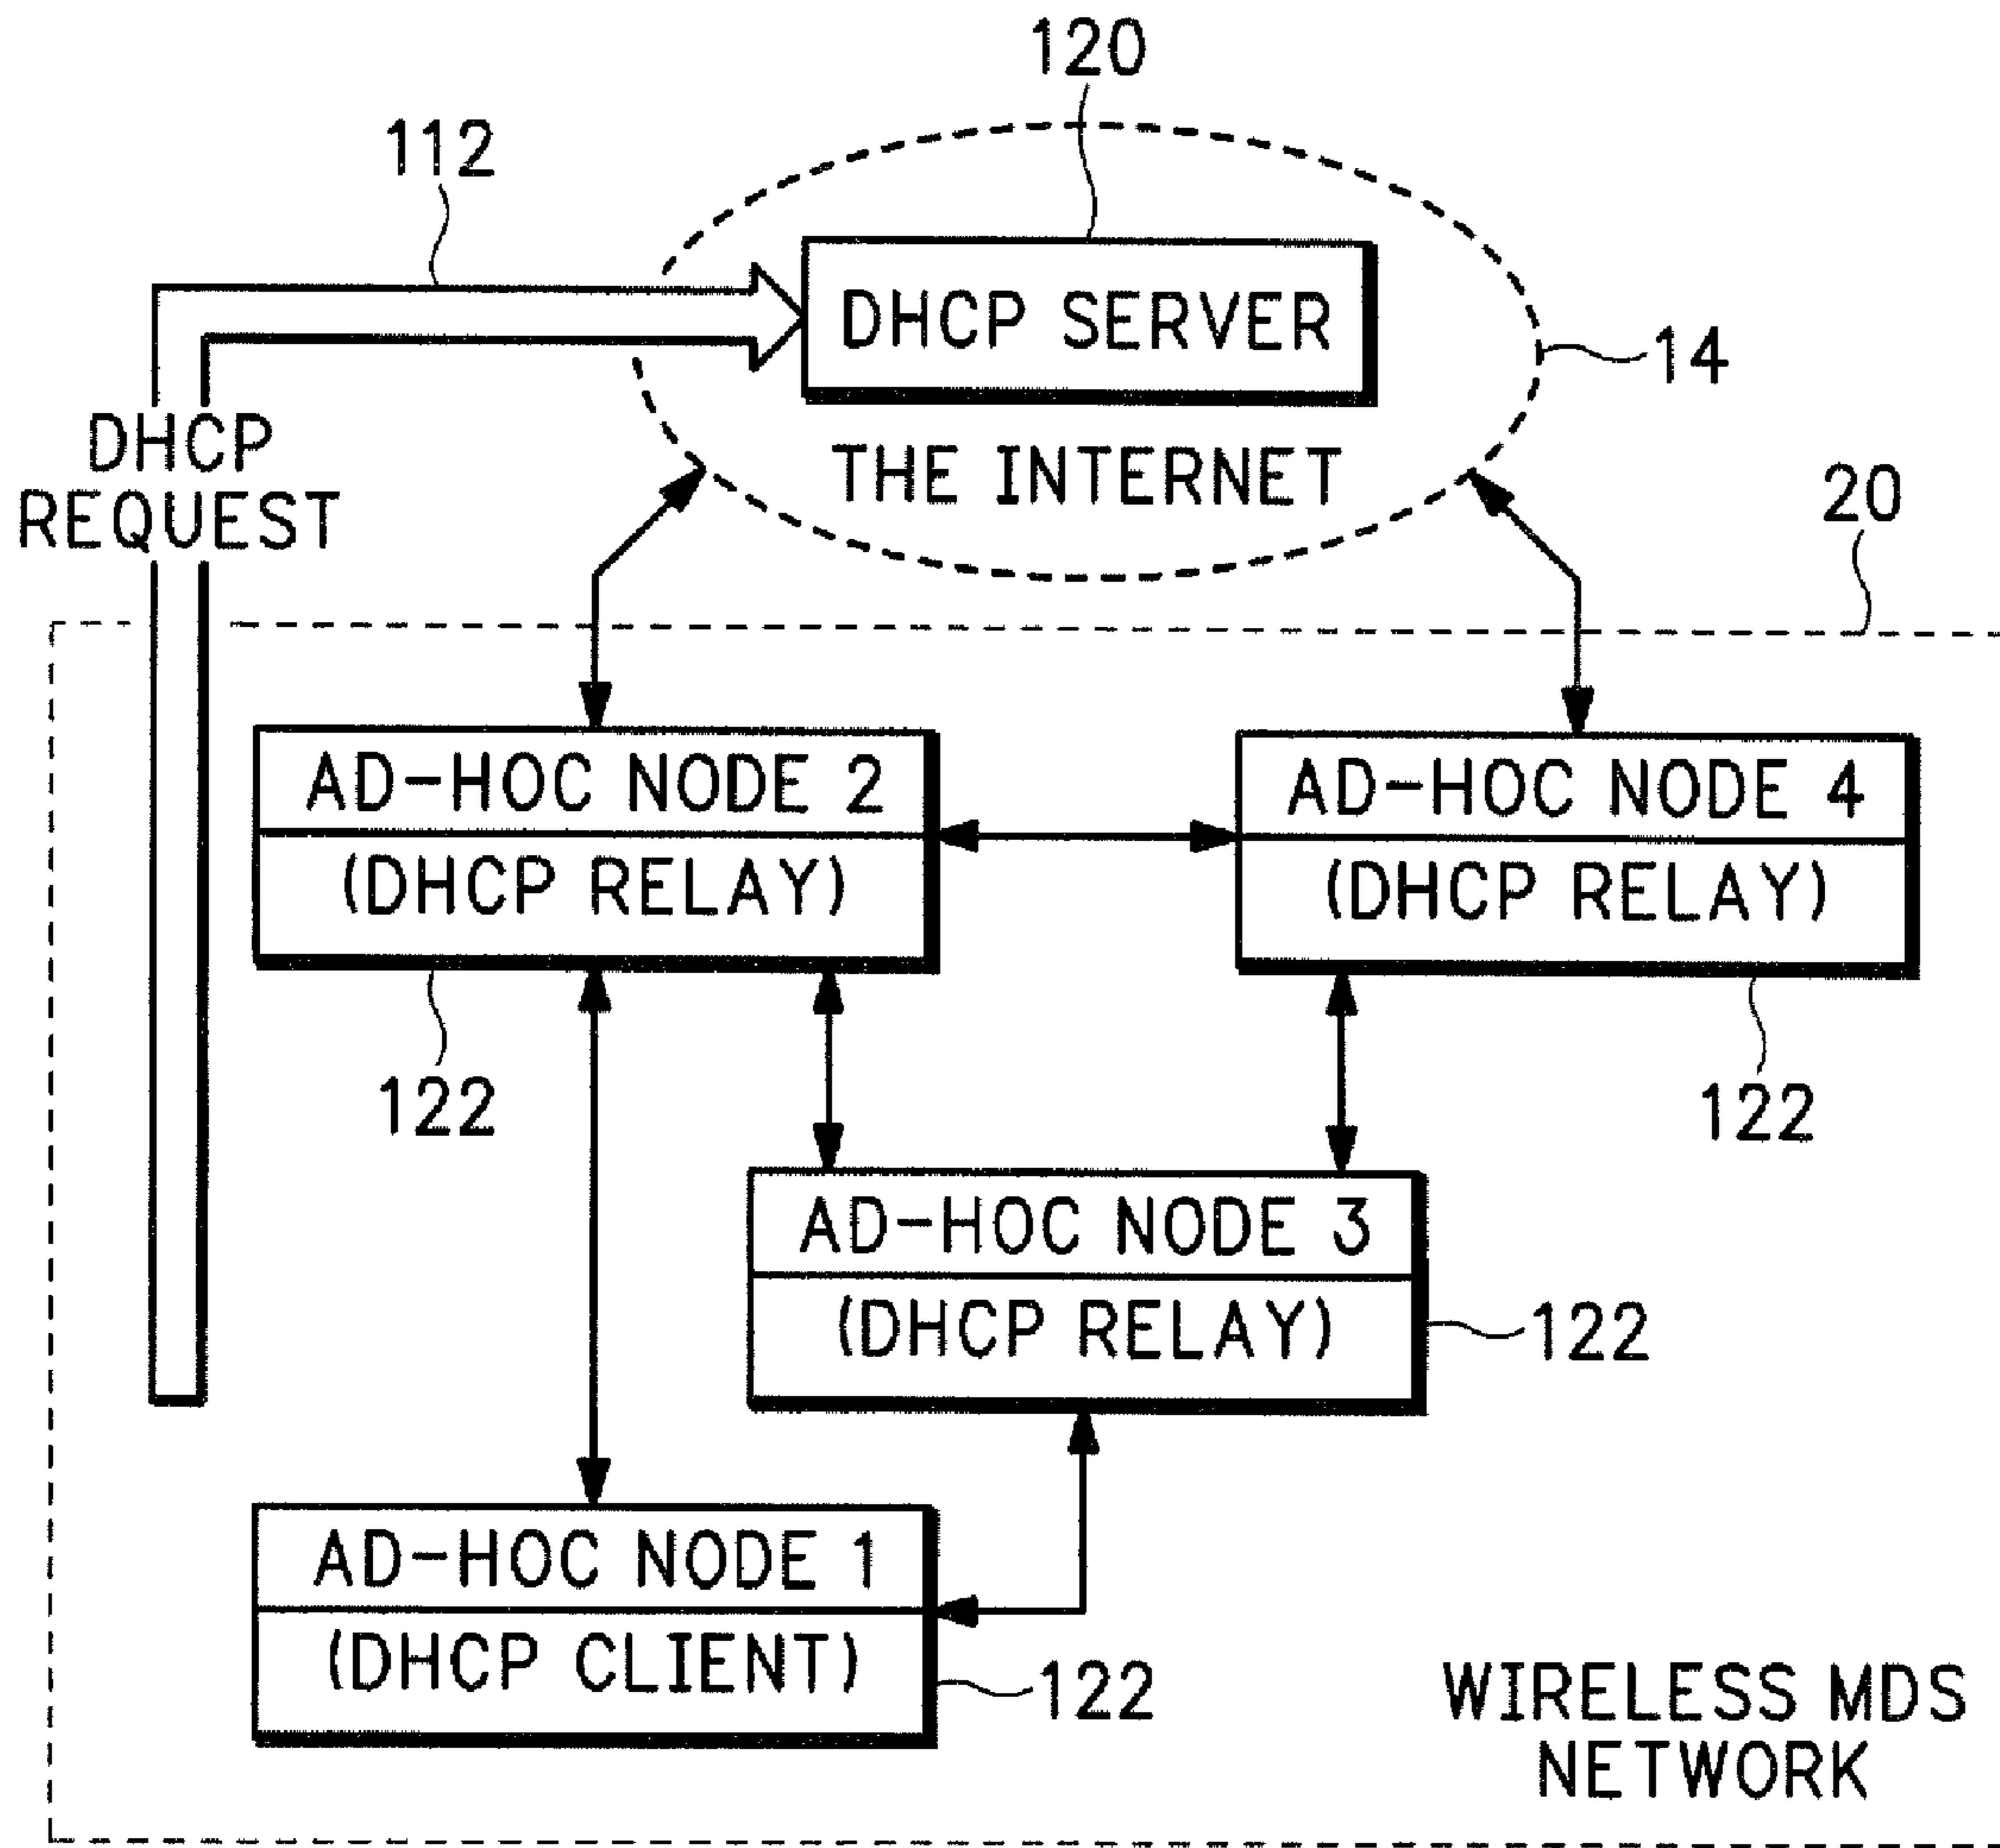 120
112
DHCP SERVER
14
THE INTERNET
DHCP
REQUEST
20
AD-HOC NODE 2
(DHCP RELAY)
AD-HOC NODE 4
(DHCP RELAY)
122
122
AD-HOC NODE 3
(DHCP RELAY)
122
AD-HOC NODE 1
(DHCP CLIENT)
122
WIRELESS MDS
NETWORK